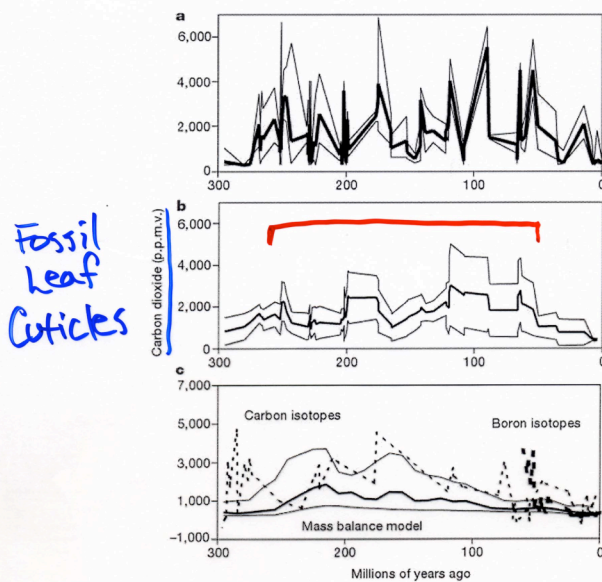 a
6,000
4,000
2,000
0
300
200
100
0
b
Fossil
Leaf
Cuticles
Carbon dioxide (p.p.m.v.)
6,000
4,000
2,000
0
300
200
100
0
c
7,000
5,000
3,000
1,000
–1,000
Carbon isotopes
Boron isotopes
Mass balance model
300
200
100
0
Millions of years ago